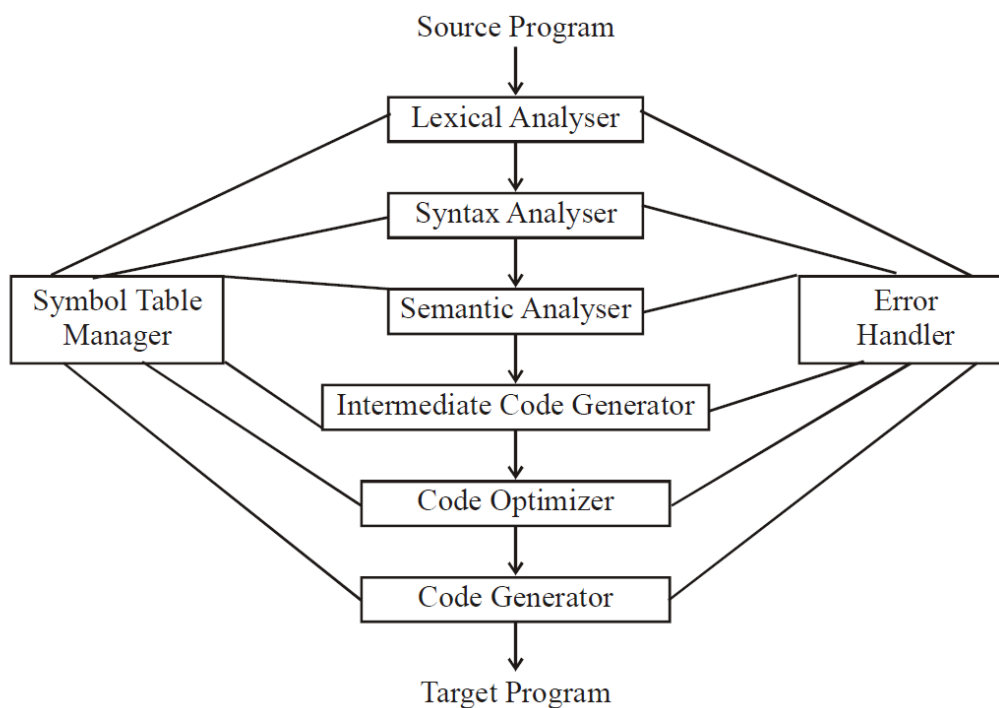 Source Program
Lexical Analyser
Syntax Analyser
Symbol Table
Manager
Semantic Analyser
Error
Handler
Intermediate Code Generator
Code Optimizer
Code Generator
Target Program